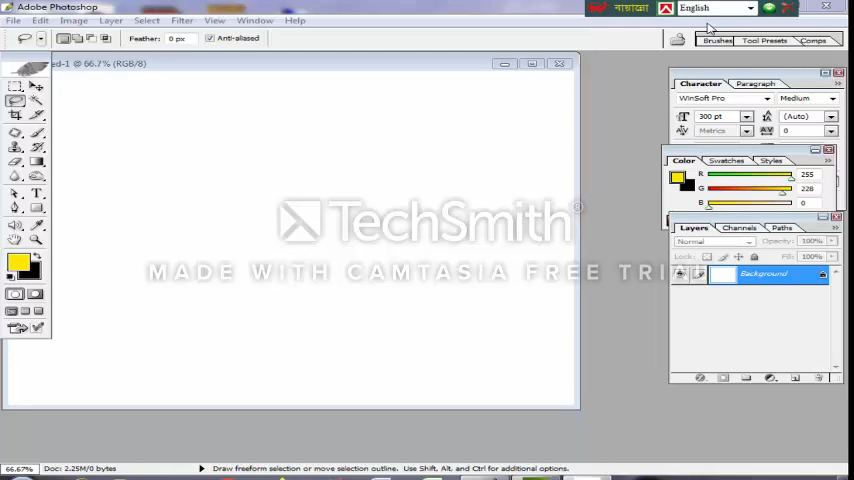 Adobe Photoshop
বায়ান্নো English
File Edit Image Layer Select Filter View Window Help
Feather: 0 px Anti-aliased
Brushes Tool Presets Comps
ed-1 @ 66.7% (RGB/8)
Character Paragraph
WinSoft Pro Medium
300 pt (Auto)
Metrics 0
Color Swatches Styles
R 255
G 228
B 0
Layers Channels Paths
Normal Opacity: 100%
Lock: Fill: 100%
Background
TechSmith®
MADE WITH CAMTASIA FREE TRIAL
66.67% Doc: 2.25M/0 bytes Draw freeform selection or move selection outline. Use Shift, Alt, and Ctrl for additional options.